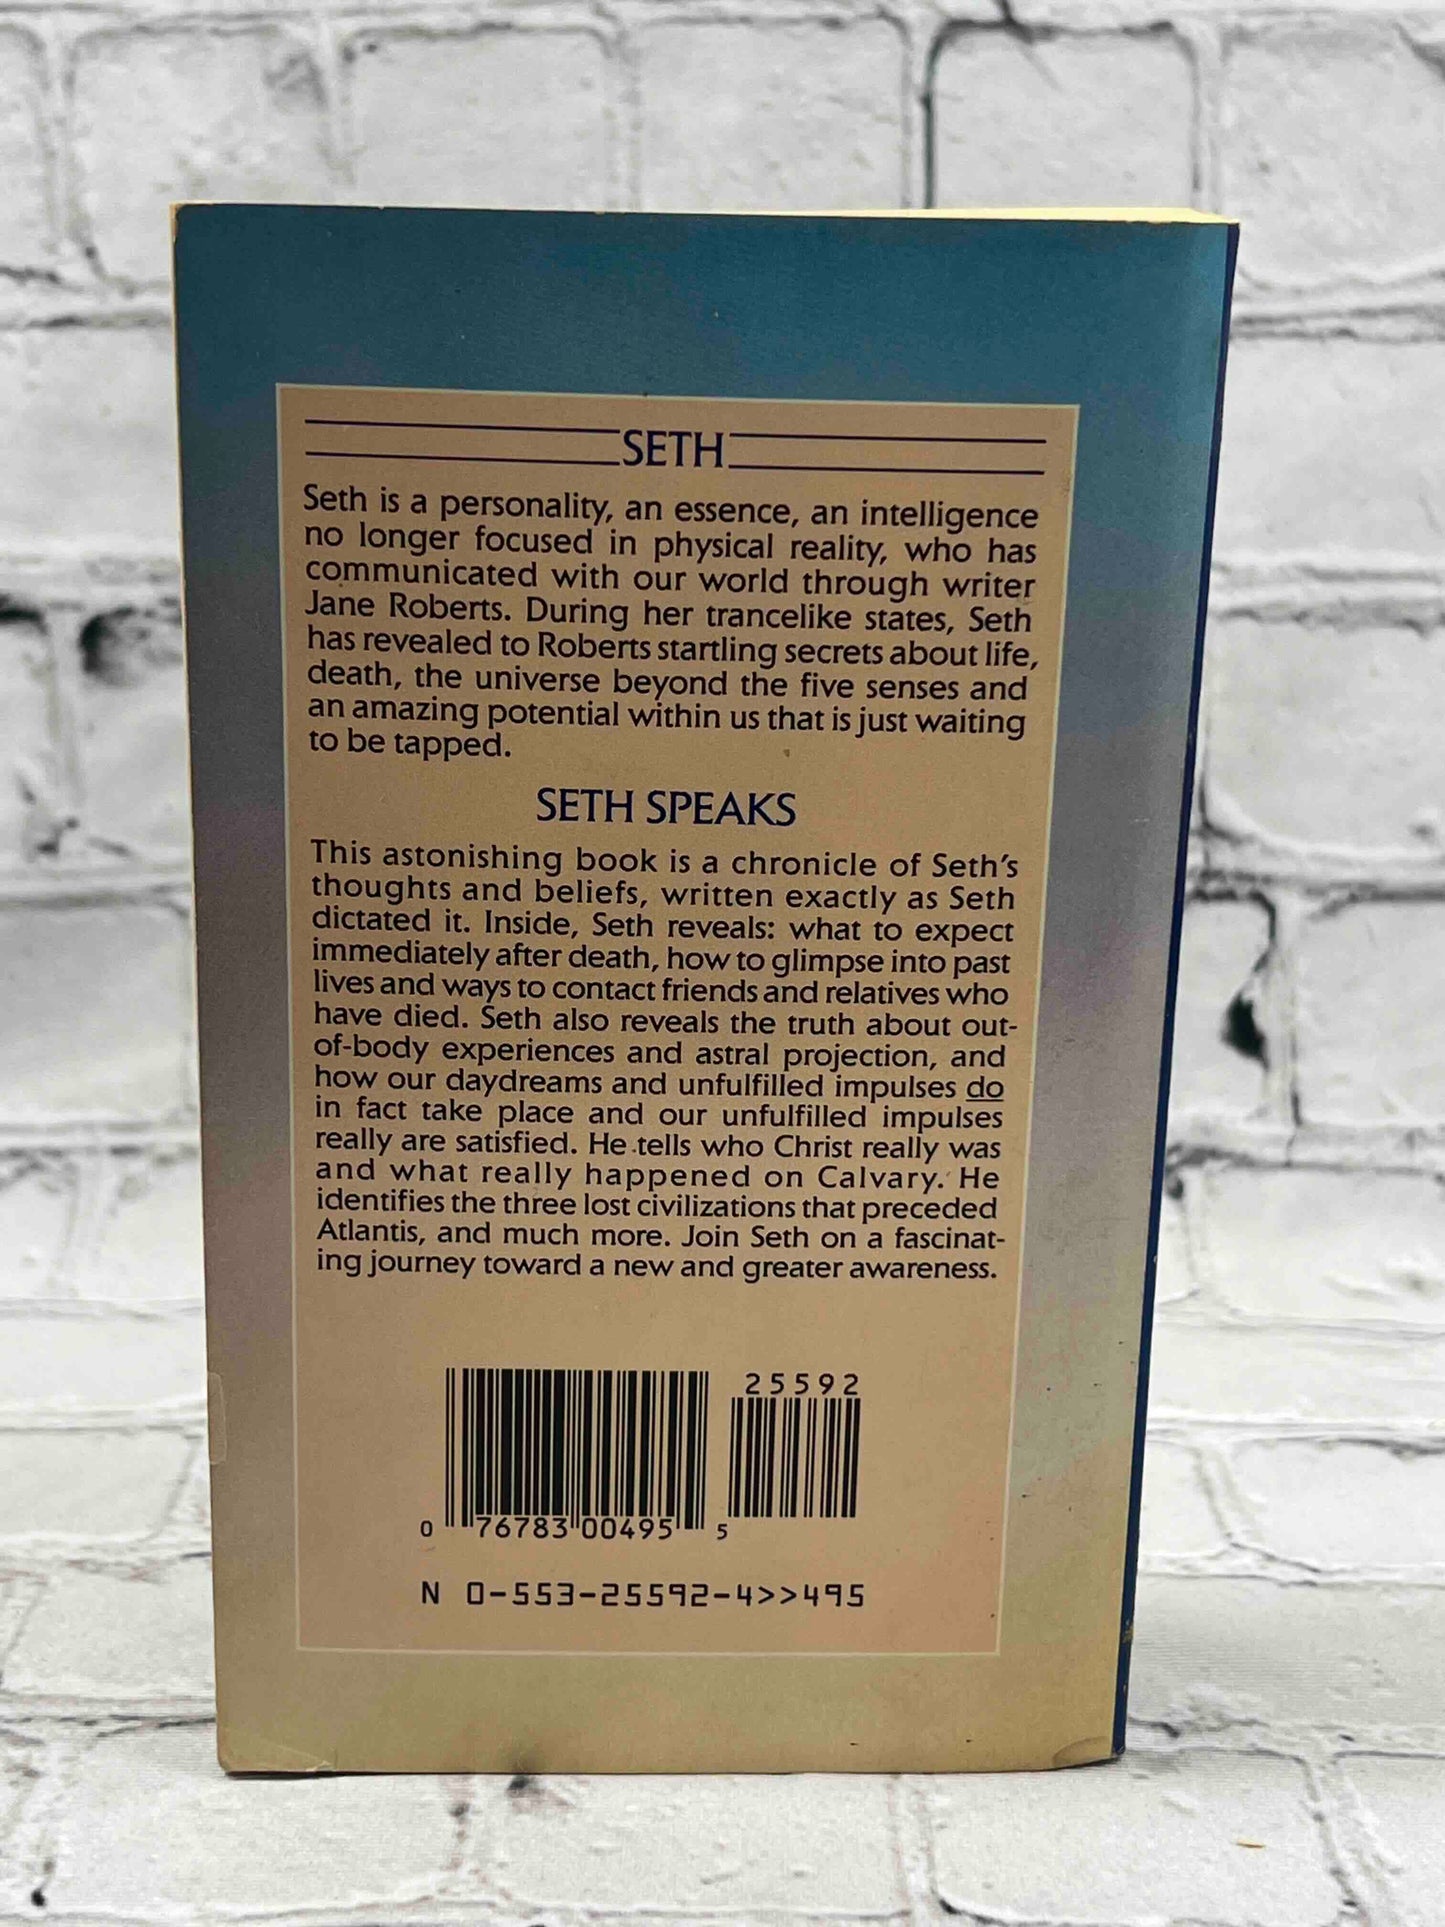 SETH
Seth is a personality, an essence, an intelligence
no longer focused in physical reality, who has
communicated with our world through writer
Jane Roberts. During her trancelike states, Seth
has revealed to Roberts startling secrets about life,
death, the universe beyond the five senses and
an amazing potential within us that is just waiting
to be tapped.
SETH SPEAKS
This astonishing book is a chronicle of Seth's
thoughts and beliefs, written exactly as Seth
dictated it. Inside, Seth reveals: what to expect
immediately after death, how to glimpse into past
lives and ways to contact friends and relatives who
have died. Seth also reveals the truth about out-
of-body experiences and astral projection, and
how our daydreams and unfulfilled impulses do
in fact take place and our unfulfilled impulses
really are satisfied. He tells who Christ really was
and what really happened on Calvary. He
identifies the three lost civilizations that preceded
Atlantis, and much more. Join Seth on a fascinat-
ing journey toward a new and greater awareness.
25592
0 76783 00495 5
N 0-553-25592-4>>495